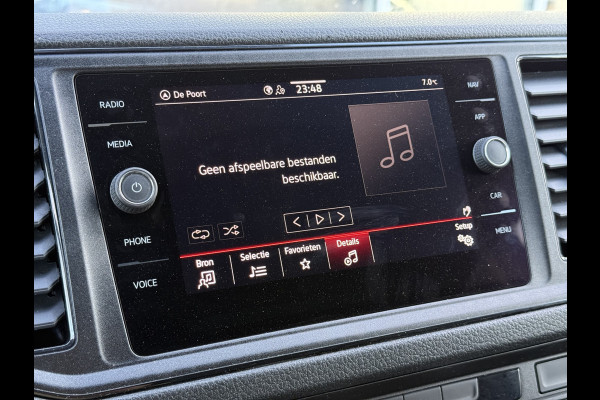 RADIO
MEDIA
PHONE
VOICE
De Poort
23:48
7.0°C
Geen afspeelbare bestanden
beschikbaar.
Bron
Selectie
Favorieten
Details
Setup
NAV
APP
CAR
MENU